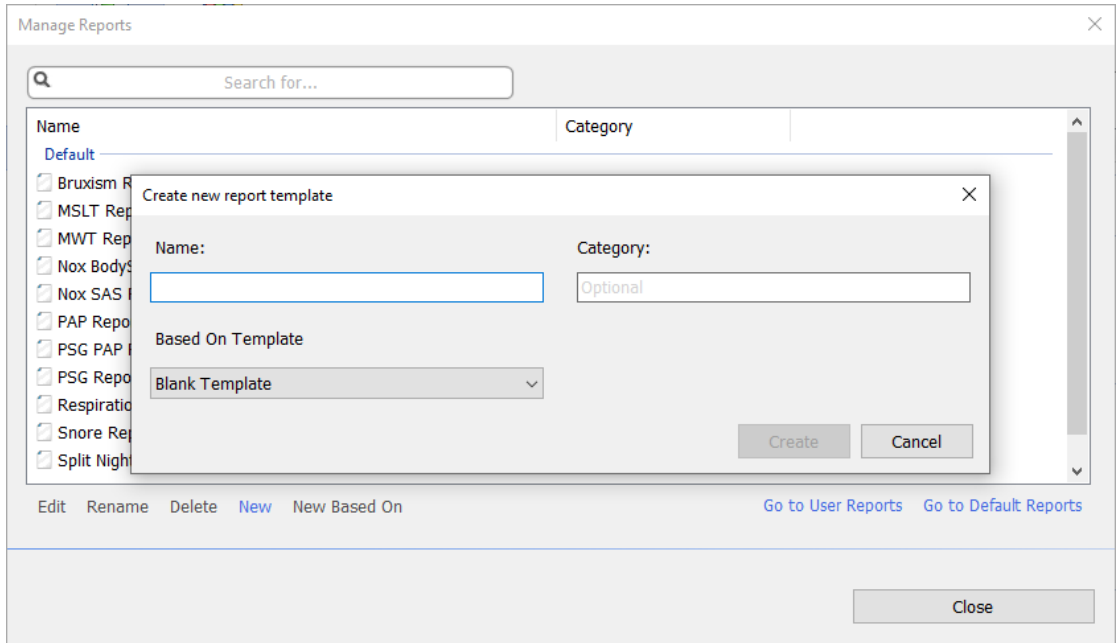 Manage Reports
Search for...
Name Category
Default
Bruxism R
MSLT Rep
MWT Rep
Nox Body
Nox SAS
PAP Repo
PSG PAP
PSG Repo
Respiratio
Snore Rep
Split Night
Create new report template
Name: Category:
Optional
Based On Template
Blank Template
Create Cancel
Edit Rename Delete New New Based On Go to User Reports Go to Default Reports
Close